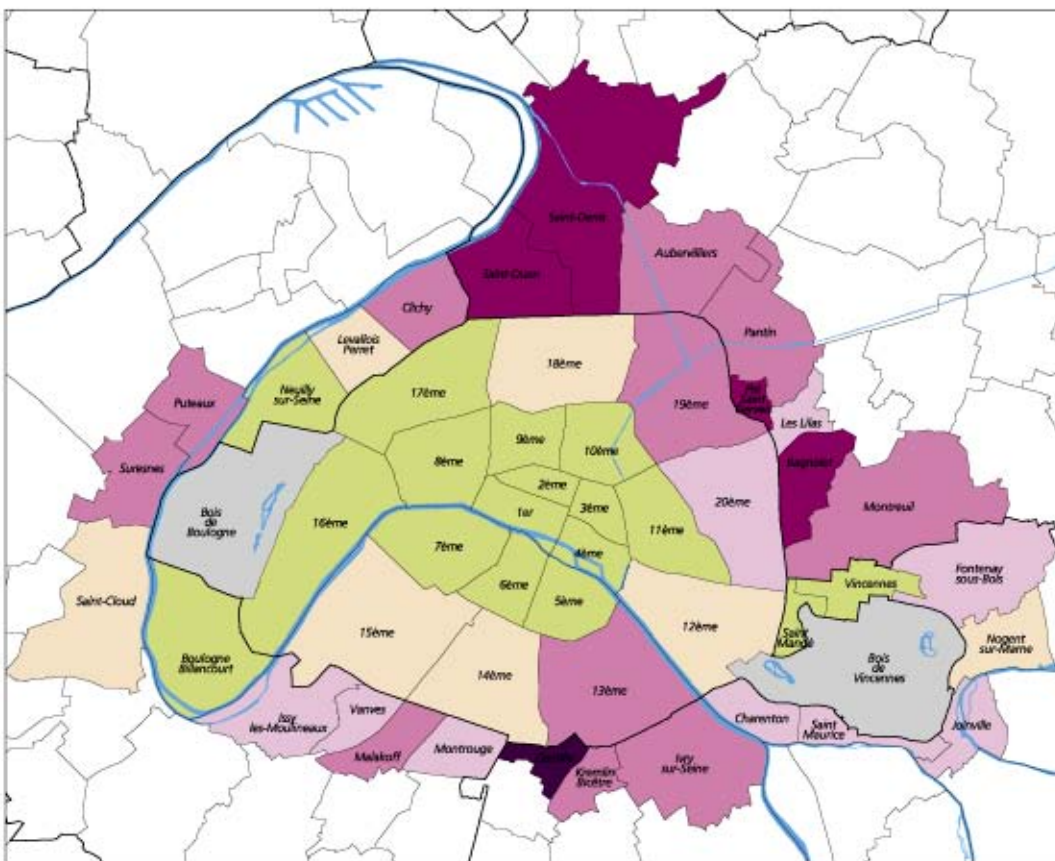 Saint-Denis
Aubervilliers
Saint-Ouen
Clichy
Pantin
Levallois
Perret
18ème
Neuilly
sur-Seine
17ème
19ème
Puteaux
Les Lilas
9ème
10ème
8ème
Suresnes
Bagnolet
2ème
20ème
3ème
Montreuil
Bois
de
Boulogne
16ème
1er
11ème
7ème
4ème
Fontenay
sous-Bois
Vincennes
6ème
5ème
Saint-Cloud
15ème
12ème
Saint
Mandé
Nogent
sur-Marne
Boulogne
Billancourt
14ème
13ème
Bois
de
Vincennes
Issy
les-Moulineaux
Vanves
Charenton
Saint
Maurice
Joinville
Malakoff
Montrouge
Kremlin
Bicêtre
Ivry
sur-Seine